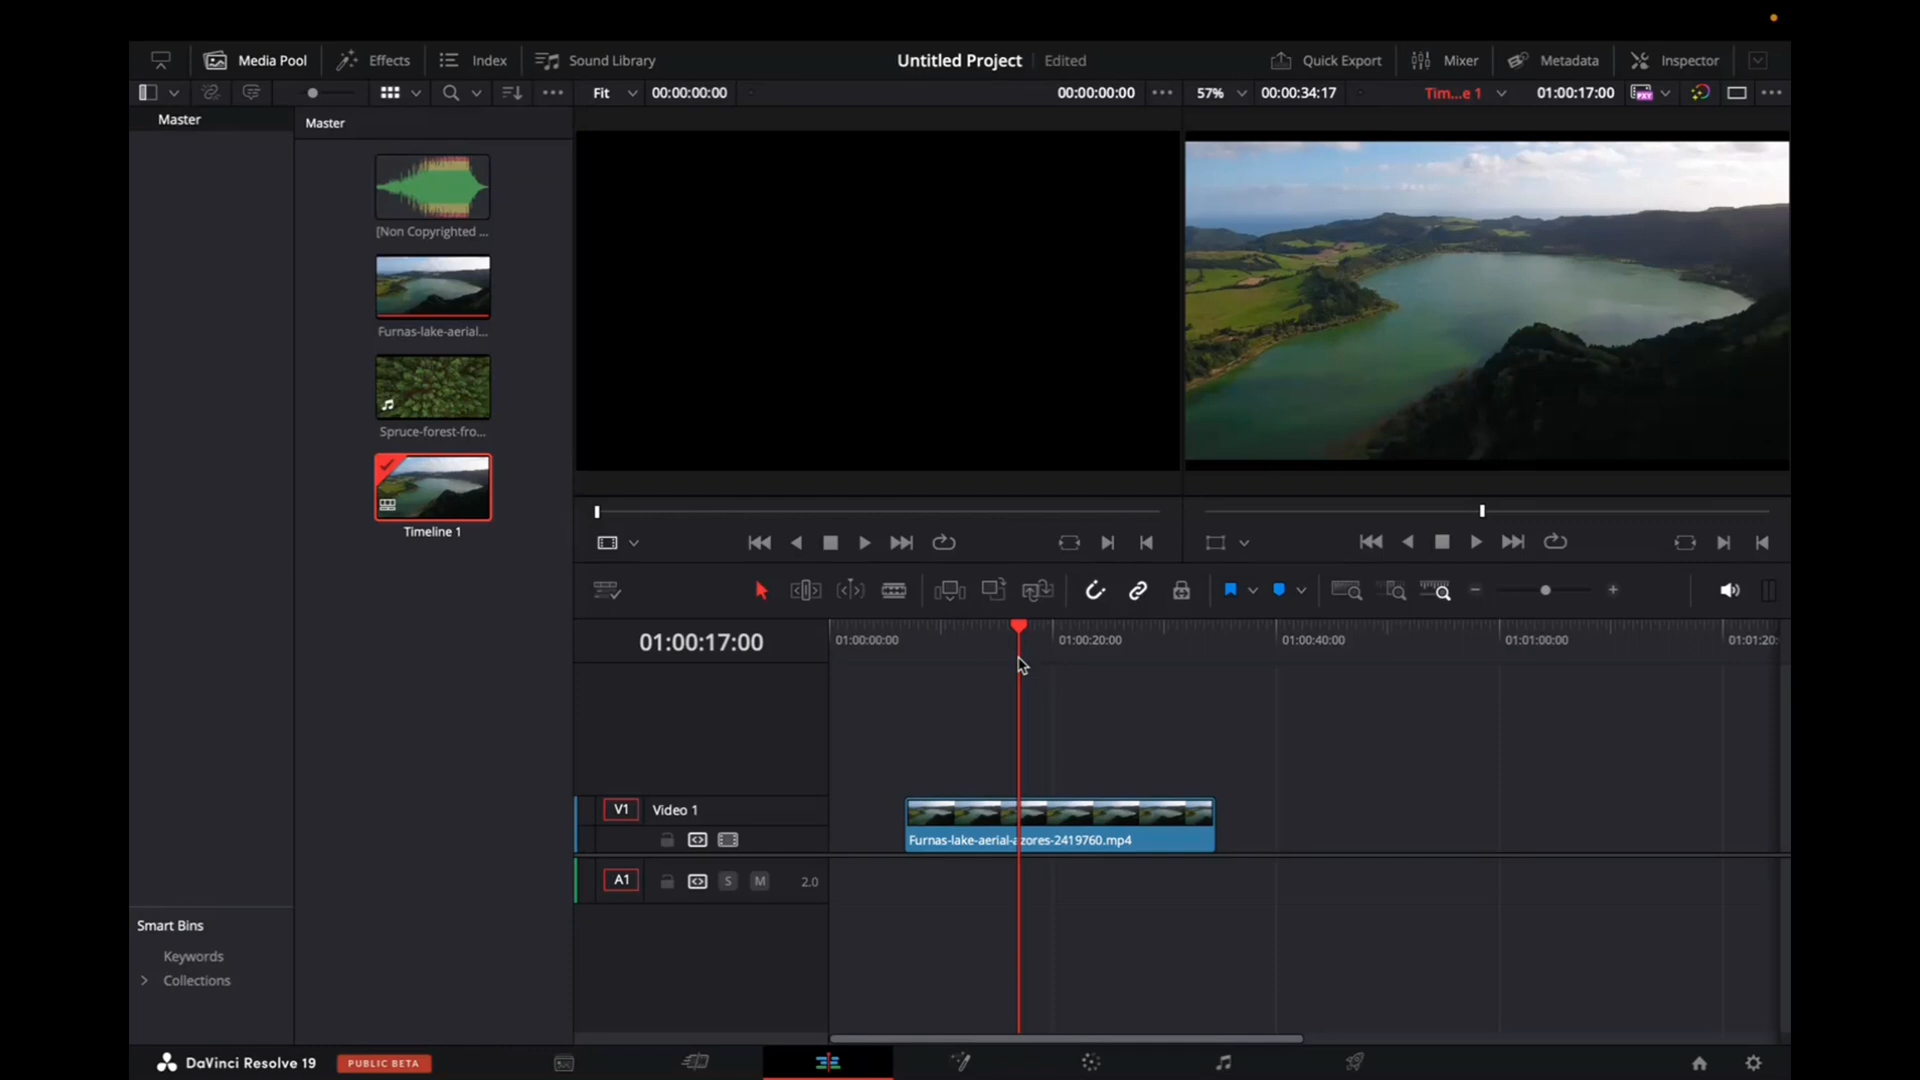 Media Pool Effects Index Sound Library Untitled Project Edited Quick Export Mixer Metadata Inspector
Fit 00:00:00:00 00:00:00:00 57% 00:00:34:17 Tim...e 1 01:00:17:00 PXY
Master
Master
[Non Copyrighted ...
Furnas-lake-aerial...
Spruce-forest-fro...
Timeline 1
01:00:17:00
01:00:00:00 01:00:20:00 01:00:40:00 01:01:00:00 01:01:20:
V1 Video 1
Furnas-lake-aerial-azores-2419760.mp4
A1 S M 2.0
Smart Bins
Keywords
Collections
DaVinci Resolve 19 PUBLIC BETA